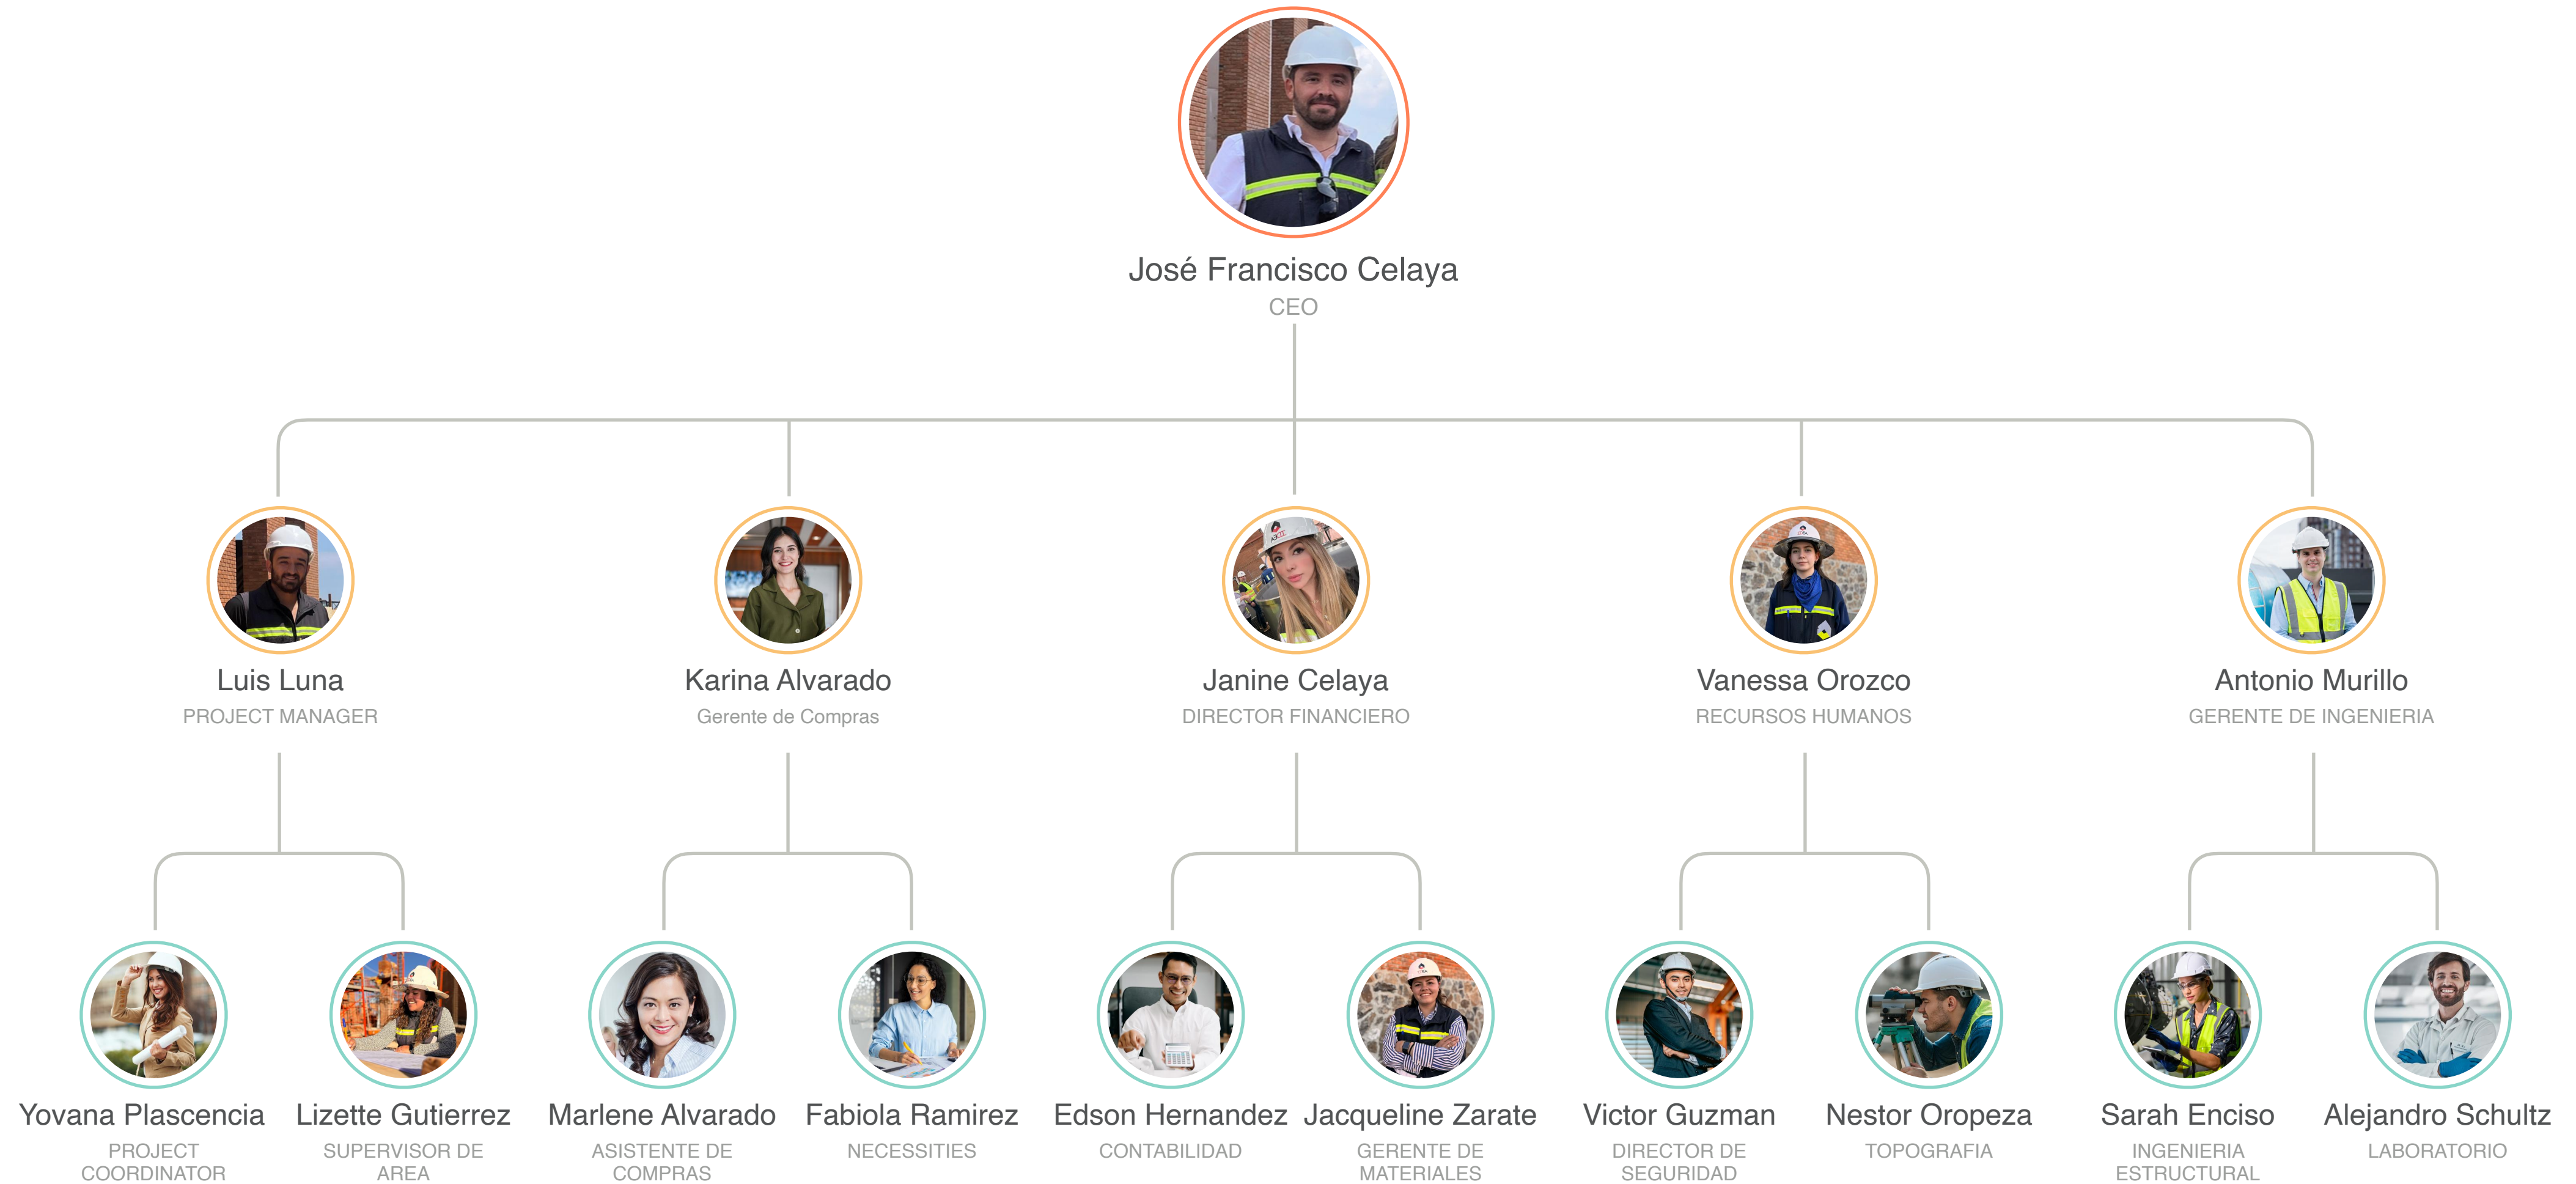 José Francisco Celaya
CEO
Luis Luna
PROJECT MANAGER
Karina Alvarado
Gerente de Compras
Janine Celaya
DIRECTOR FINANCIERO
Vanessa Orozco
RECURSOS HUMANOS
Antonio Murillo
GERENTE DE INGENIERIA
Yovana Plascencia
PROJECT
COORDINATOR
Lizette Gutierrez
SUPERVISOR DE
AREA
Marlene Alvarado
ASISTENTE DE
COMPRAS
Fabiola Ramirez
NECESSITIES
Edson Hernandez
CONTABILIDAD
Jacqueline Zarate
GERENTE DE
MATERIALES
Victor Guzman
DIRECTOR DE
SEGURIDAD
Nestor Oropeza
TOPOGRAFIA
Sarah Enciso
INGENIERIA
ESTRUCTURAL
Alejandro Schultz
LABORATORIO